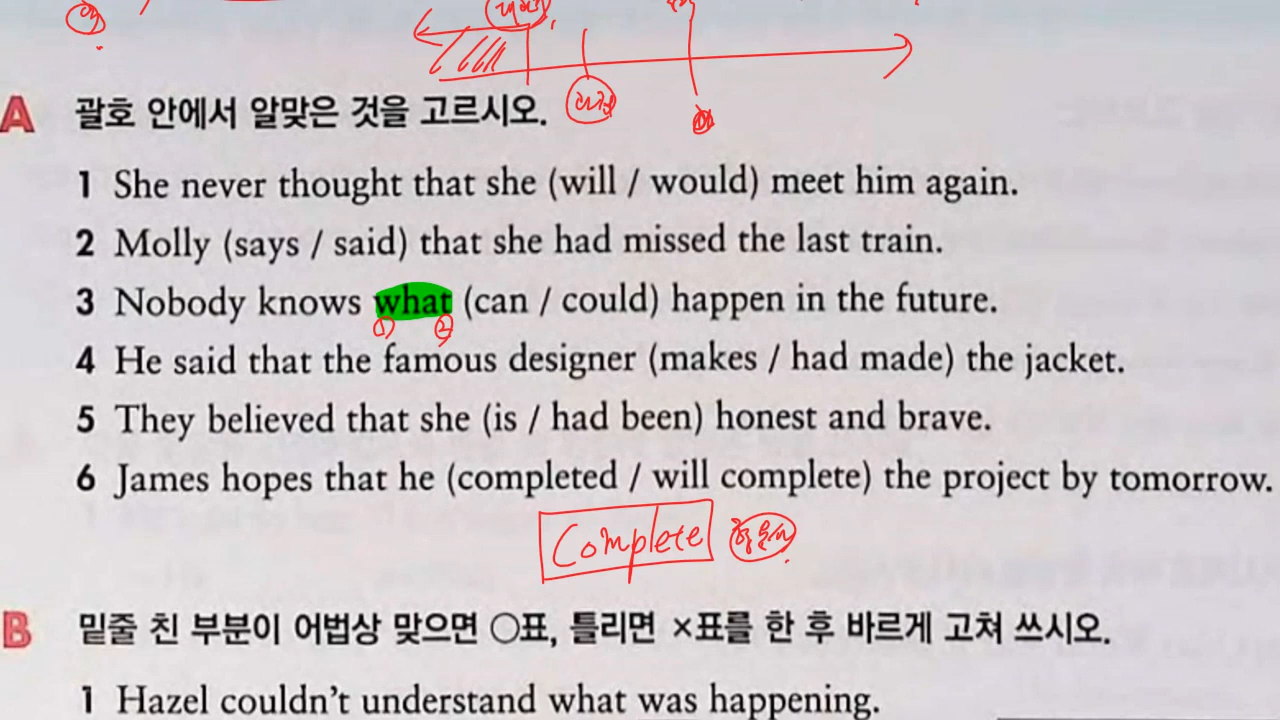 A 괄호 안에서 알맞은 것을 고르시오.
1 She never thought that she (will / would) meet him again.
2 Molly (says / said) that she had missed the last train.
3 Nobody knows what (can / could) happen in the future.
① ②
4 He said that the famous designer (makes / had made) the jacket.
5 They believed that she (is / had been) honest and brave.
6 James hopes that he (completed / will complete) the project by tomorrow.
Complete
B 밑줄 친 부분이 어법상 맞으면 ○표, 틀리면 ×표를 한 후 바르게 고쳐 쓰시오.
1 Hazel couldn't understand what was happening.